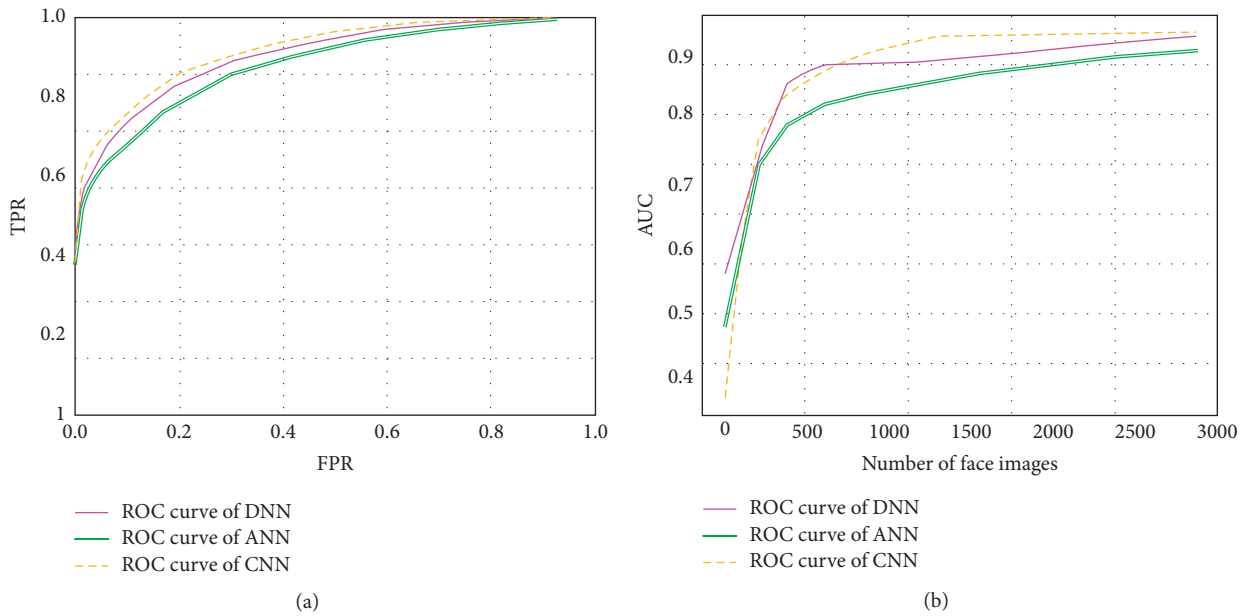 1.0
0.8
0.6
0.4
0.2
1
TPR
0.0 0.2 0.4 0.6 0.8 1.0
FPR
ROC curve of DNN
ROC curve of ANN
ROC curve of CNN
(a)
0.9
0.8
0.7
0.6
0.5
0.4
AUC
0 500 1000 1500 2000 2500 3000
Number of face images
ROC curve of DNN
ROC curve of ANN
ROC curve of CNN
(b)